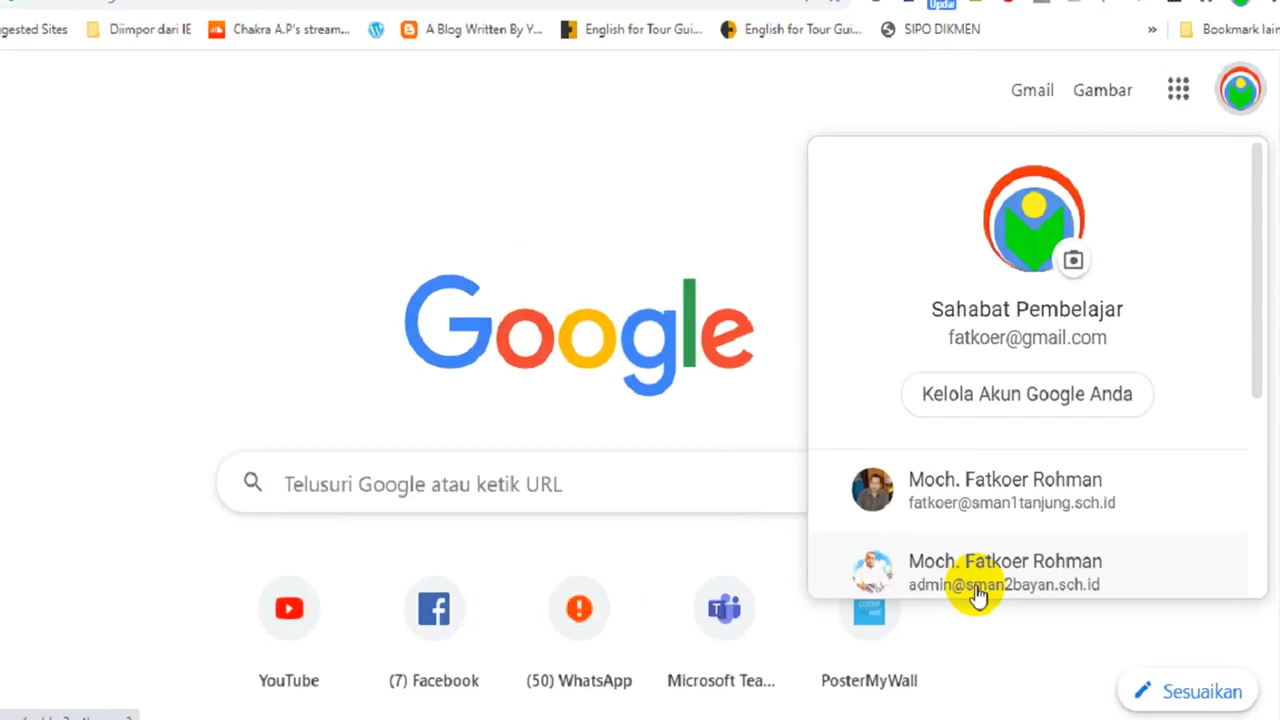 Updat
gested Sites Diimpor dari IE Chakra A.P's stream... A Blog Written By Y... English for Tour Gui... English for Tour Gui... SIPO DIKMEN » Bookmark lain
Gmail Gambar
Sahabat Pembelajar
fatkoer@gmail.com
Kelola Akun Google Anda
Google
Telusuri Google atau ketik URL
Moch. Fatkoer Rohman
fatkoer@sman1tanjung.sch.id
Moch. Fatkoer Rohman
admin@sman2bayan.sch.id
poster
wall
YouTube (7) Facebook (50) WhatsApp Microsoft Tea... PosterMyWall
Sesuaikan